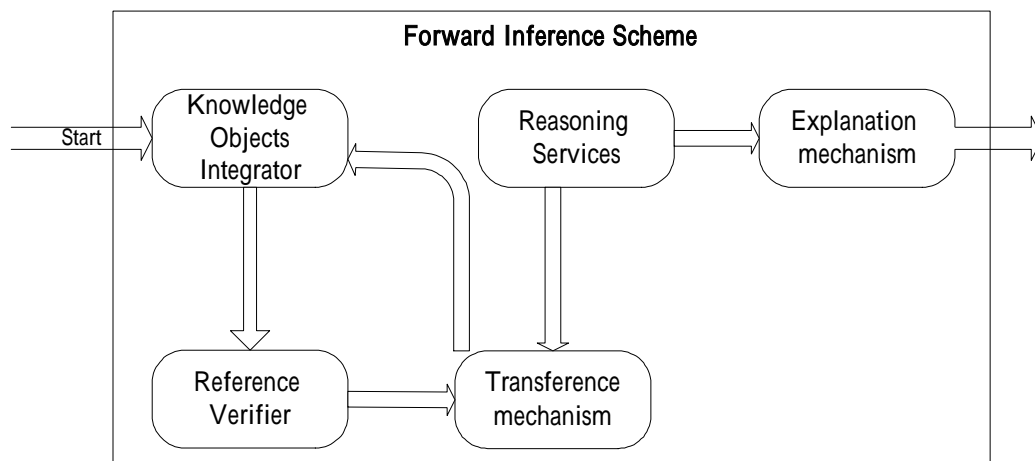 Forward Inference Scheme
Start
Knowledge
Objects
Integrator
Reasoning
Services
Explanation
mechanism
Reference
Verifier
Transference
mechanism